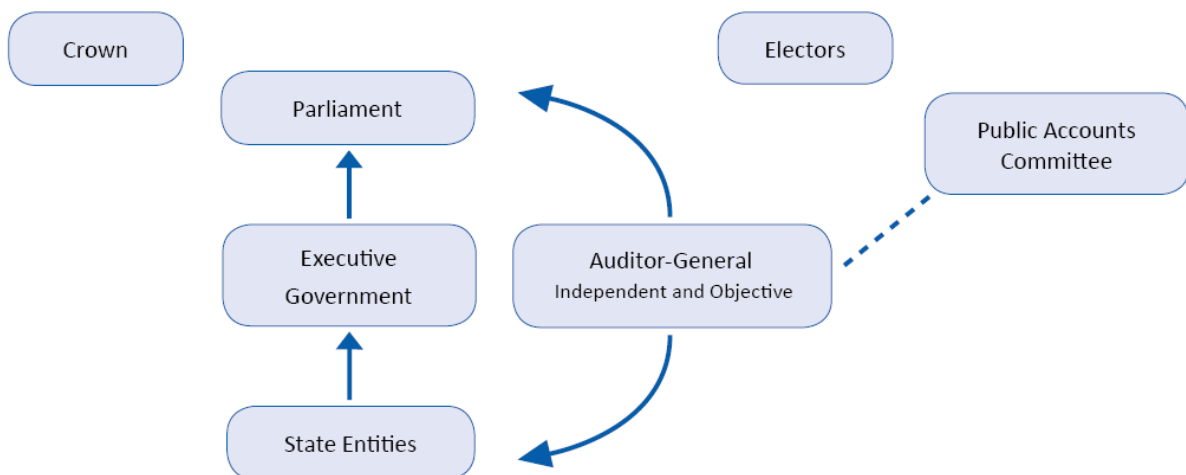 Crown
Electors
Parliament
Public Accounts
Committee
Executive
Government
Auditor-General
Independent and Objective
State Entities